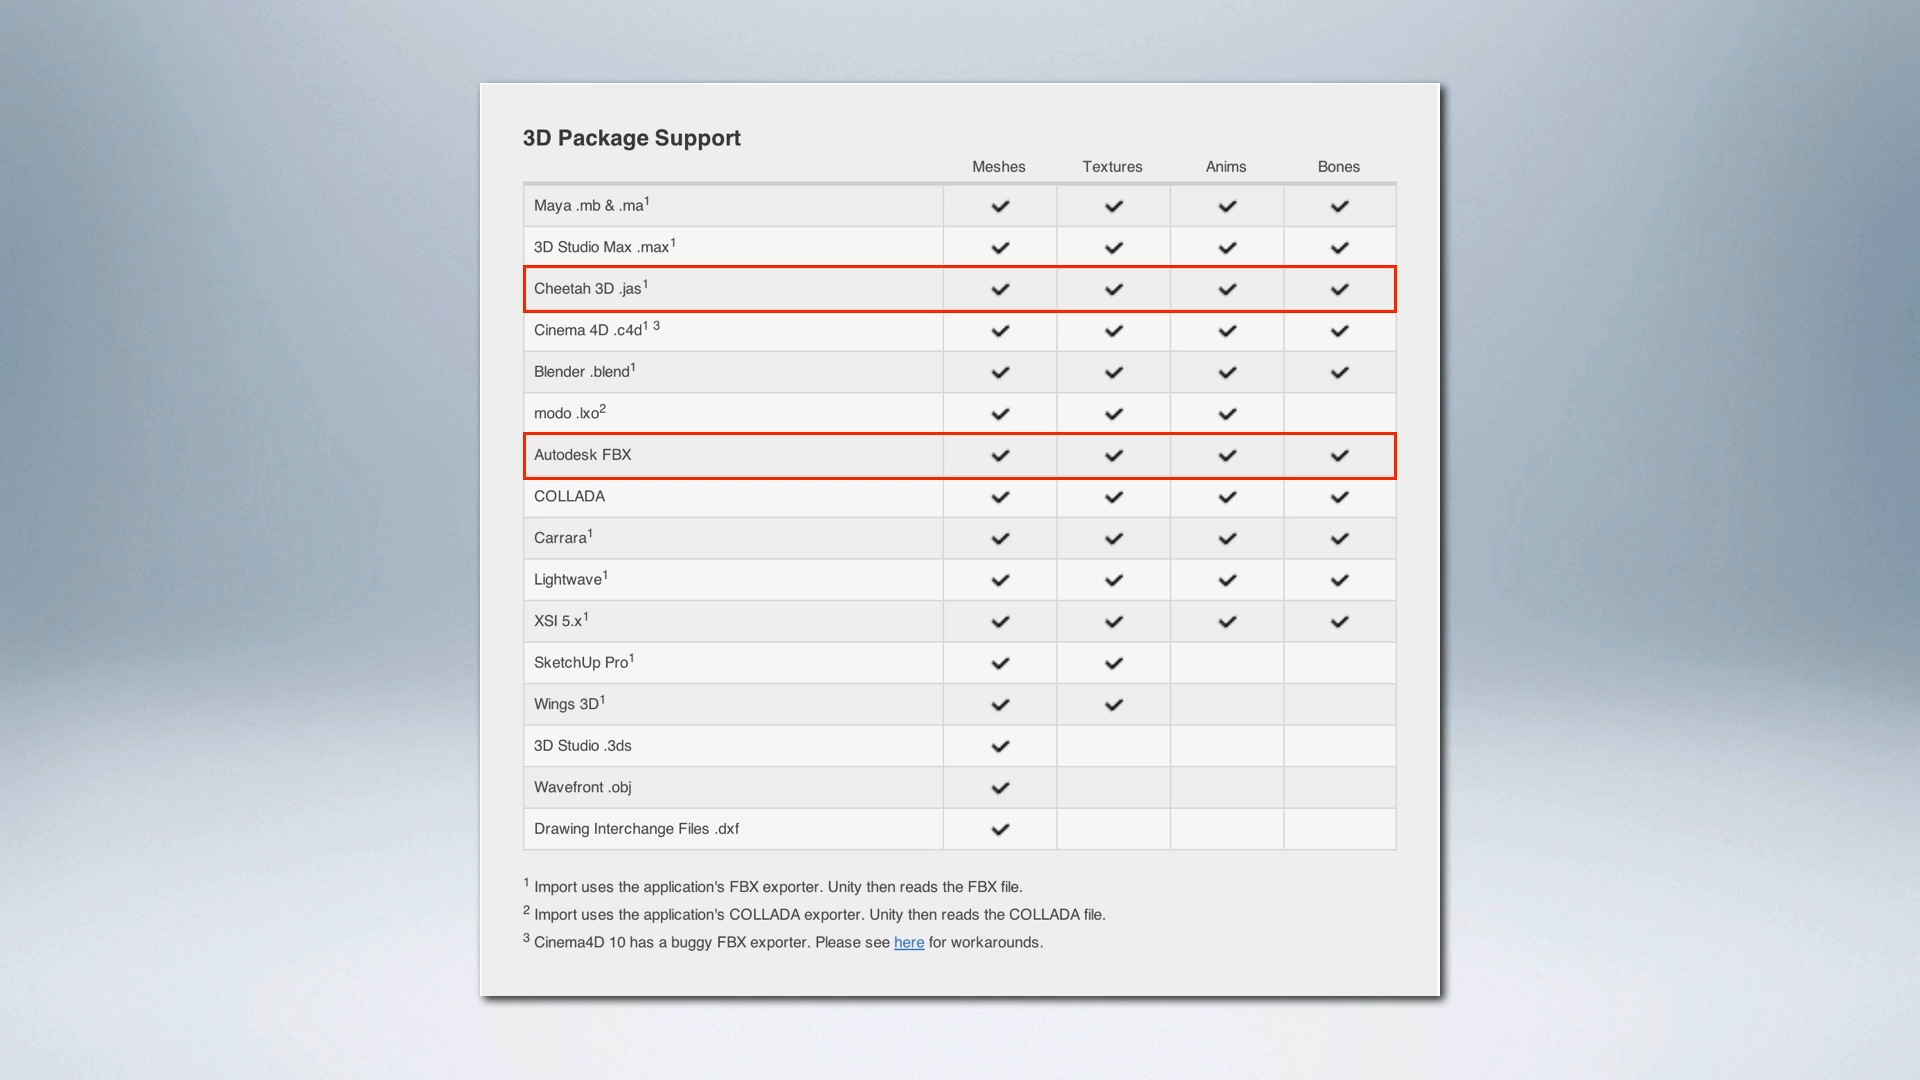 3D Package Support
Meshes Textures Anims Bones
Maya .mb & .ma1 ✔ ✔ ✔ ✔
3D Studio Max .max1 ✔ ✔ ✔ ✔
Cheetah 3D .jas1 ✔ ✔ ✔ ✔
Cinema 4D .c4d1 3 ✔ ✔ ✔ ✔
Blender .blend1 ✔ ✔ ✔ ✔
modo .lxo2 ✔ ✔ ✔
Autodesk FBX ✔ ✔ ✔ ✔
COLLADA ✔ ✔ ✔ ✔
Carrara1 ✔ ✔ ✔ ✔
Lightwave1 ✔ ✔ ✔ ✔
XSI 5.x1 ✔ ✔ ✔ ✔
SketchUp Pro1 ✔ ✔
Wings 3D1 ✔ ✔
3D Studio .3ds ✔
Wavefront .obj ✔
Drawing Interchange Files .dxf ✔
1 Import uses the application's FBX exporter. Unity then reads the FBX file.
2 Import uses the application's COLLADA exporter. Unity then reads the COLLADA file.
3 Cinema4D 10 has a buggy FBX exporter. Please see here for workarounds.